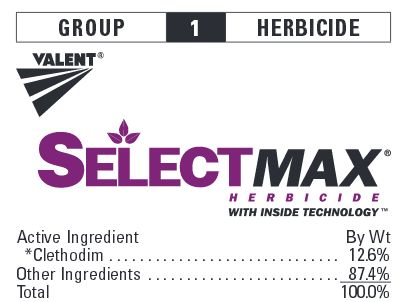 GROUP 1 HERBICIDE
VALENT®
SELECTMAX®
HERBICIDE
WITH INSIDE TECHNOLOGY™
Active Ingredient By Wt
*Clethodim . . . . . . . . . . . . . . . . . . . . . . . . . . . . . 12.6%
Other Ingredients . . . . . . . . . . . . . . . . . . . . . . . . . 87.4%
Total 100.0%